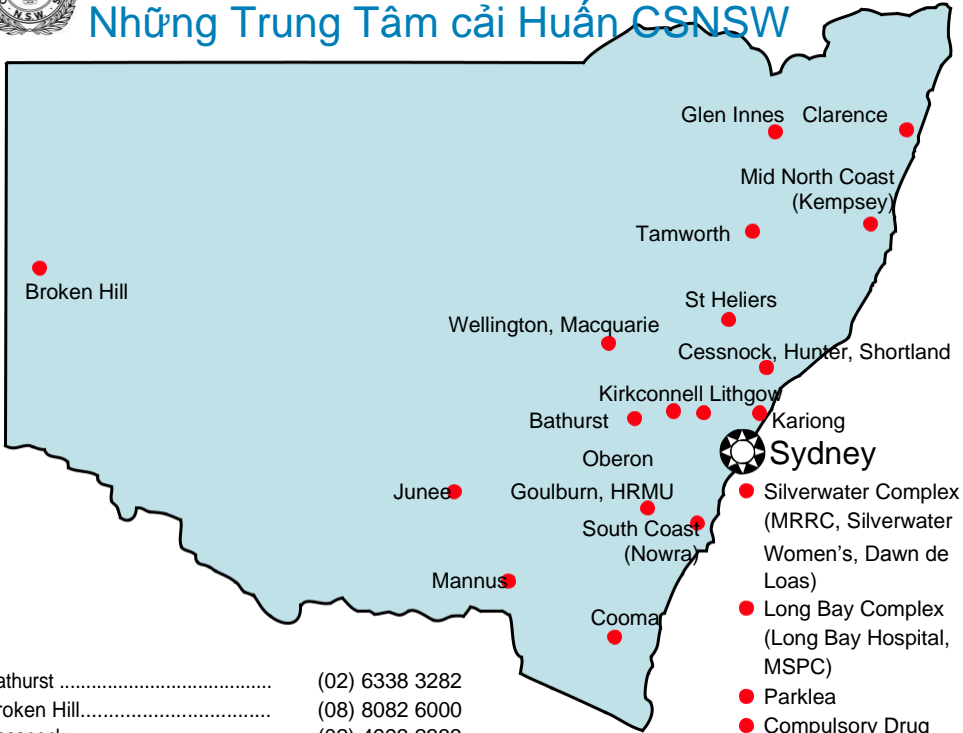 N.S.W.
Những Trung Tâm cải Huấn CSNSW
Glen Innes Clarence
Mid North Coast
(Kempsey)
Tamworth
Broken Hill
St Heliers
Wellington, Macquarie
Cessnock, Hunter, Shortland
Kirkconnell Lithgow
Bathurst
Kariong
Oberon
Sydney
Junee
Goulburn, HRMU
South Coast
(Nowra)
Mannus
Cooma
Silverwater Complex
(MRRC, Silverwater
Women's, Dawn de
Loas)
Long Bay Complex
(Long Bay Hospital,
MSPC)
Parklea
Compulsory Drug
athurst ........................................ (02) 6338 3282
roken Hill.................................... (08) 8082 6000